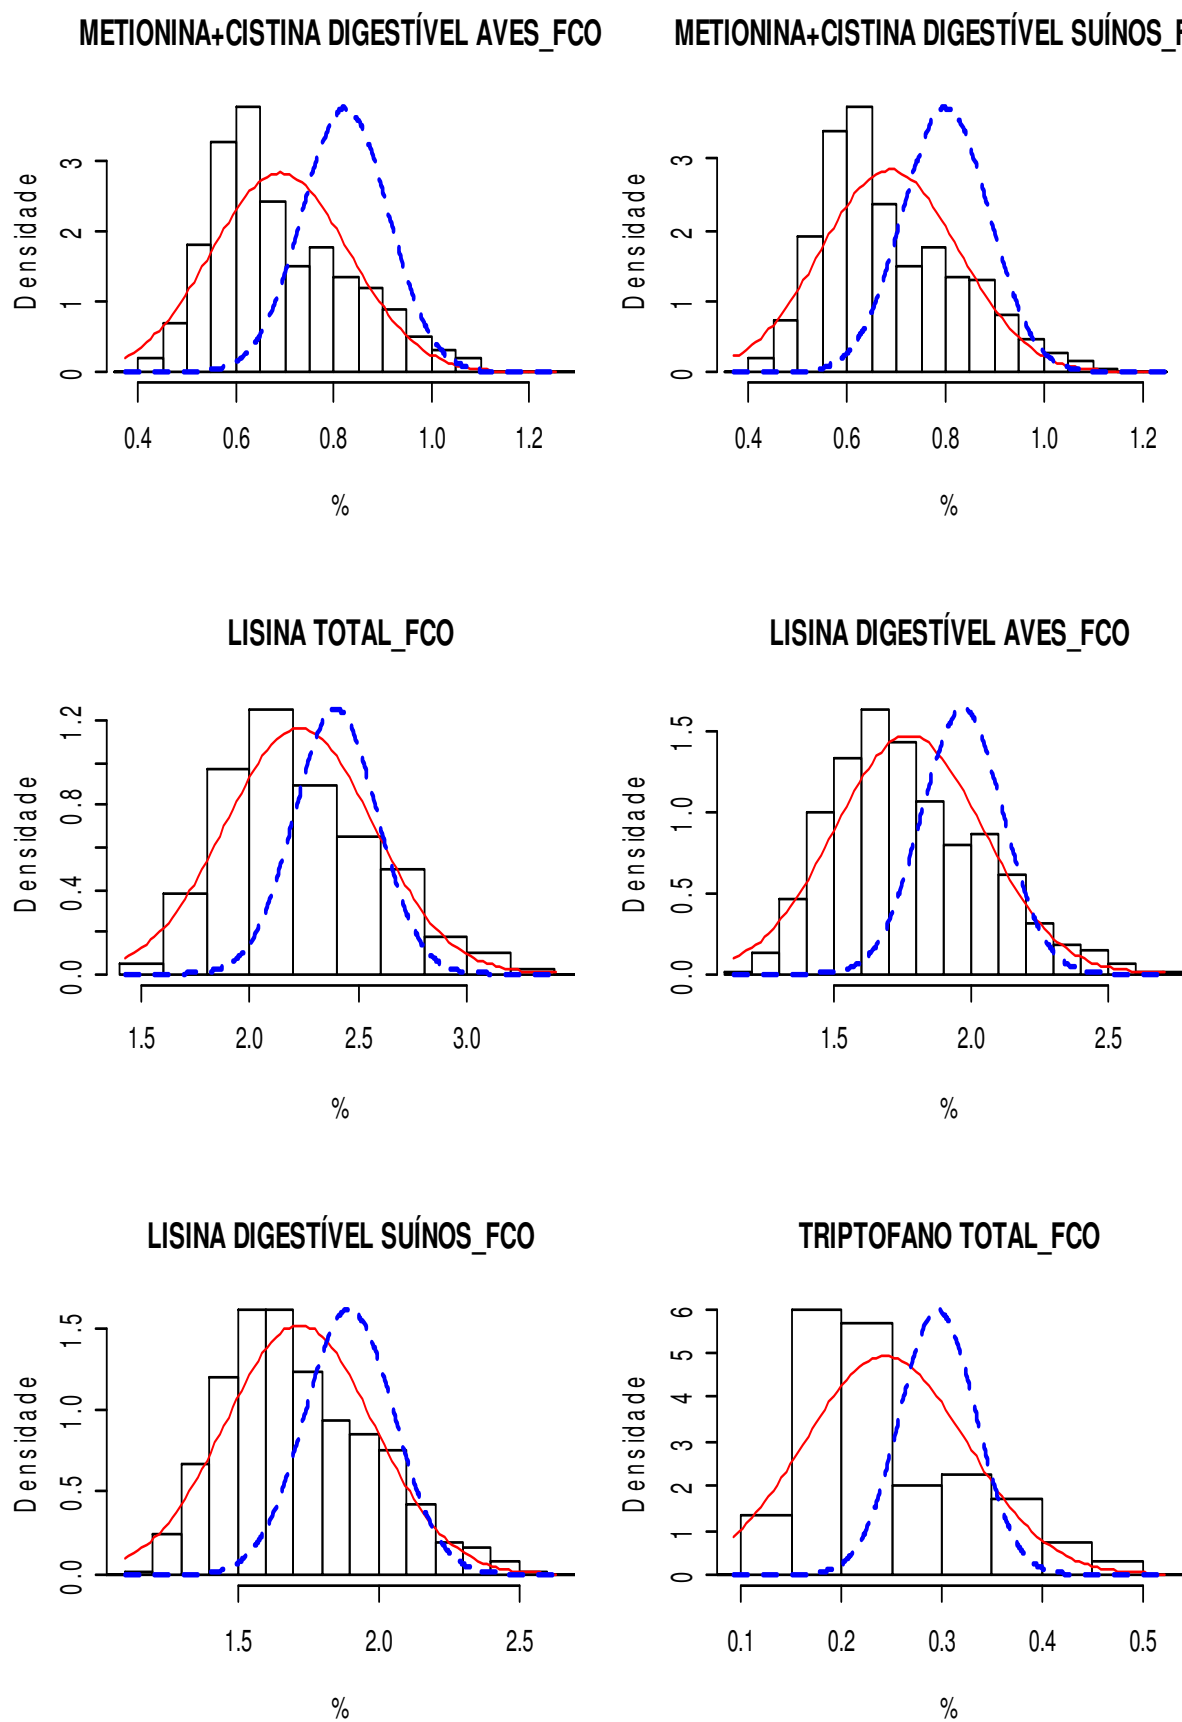 METIONINA+CISTINA DIGESTÍVEL AVES_FCO
Densidade
0 1 2 3
0.4 0.6 0.8 1.0 1.2
%
METIONINA+CISTINA DIGESTÍVEL SUÍNOS_F
Densidade
0 1 2 3
0.4 0.6 0.8 1.0 1.2
%
LISINA TOTAL_FCO
Densidade
0.0 0.4 0.8 1.2
1.5 2.0 2.5 3.0
%
LISINA DIGESTÍVEL AVES_FCO
Densidade
0.0 0.5 1.0 1.5
1.5 2.0 2.5
%
LISINA DIGESTÍVEL SUÍNOS_FCO
Densidade
0.0 0.5 1.0 1.5
1.5 2.0 2.5
%
TRIPTOFANO TOTAL_FCO
Densidade
0 1 2 3 4 5 6
0.1 0.2 0.3 0.4 0.5
%